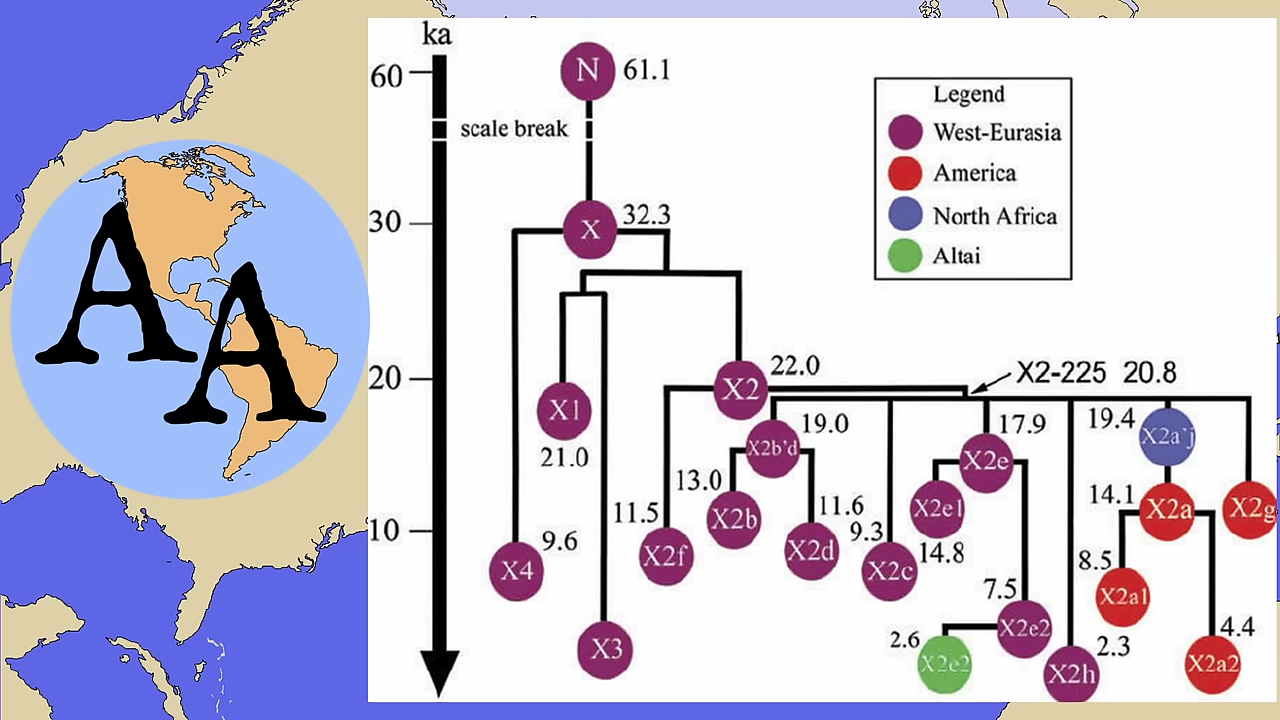 A
A
ka
60
30
20
10
scale break
N 61.1
X 32.3
X1
21.0
X2 22.0
X2-225 20.8
X4 9.6
X3
X2f 11.5
X2b'd 19.0
X2b 13.0
X2d 11.6
X2c 9.3
X2e 17.9
X2e1
14.8
X2e2 7.5
X2e2 2.6
X2h 2.3
X2a'j 19.4
X2a 14.1
X2g
X2a1 8.5
X2a2 4.4
Legend
West-Eurasia
America
North Africa
Altai